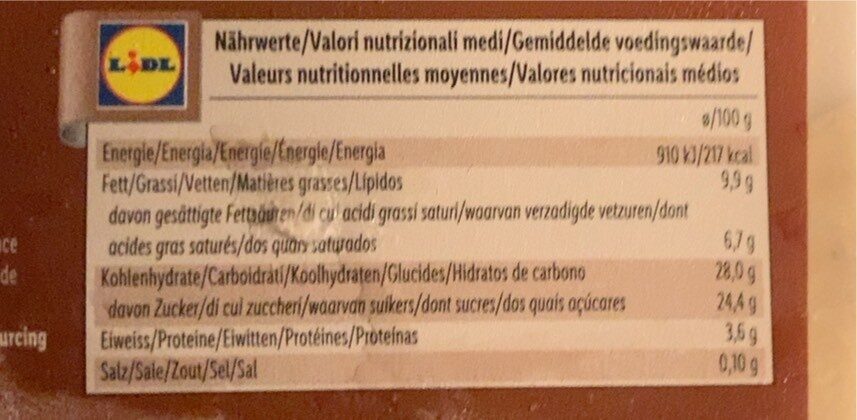 LIDL
Nährwerte/Valori nutrizionali medi/Gemiddelde voedingswaarde/
Valeurs nutritionnelles moyennes/Valores nutricionais médios
ø/100 g
Energie/Energia/Energie/Énergie/Energia 910 kJ/217 kcal
Fett/Grassi/Vetten/Matières grasses/Lípidos 9,9 g
davon gesättigte Fettsäuren/di cui acidi grassi saturi/waarvan verzadigde vetzuren/dont
acides gras saturés/dos quais saturados 6,7 g
Kohlenhydrate/Carboidrati/Koolhydraten/Glucides/Hidratos de carbono 28,0 g
davon Zucker/di cui zuccheri/waarvan suikers/dont sucres/dos quais açúcares 24,4 g
Eiweiss/Proteine/Eiwitten/Protéines/Proteínas 3,6 g
Salz/Sale/Zout/Sel/Sal 0,10 g
ce
de
urcing